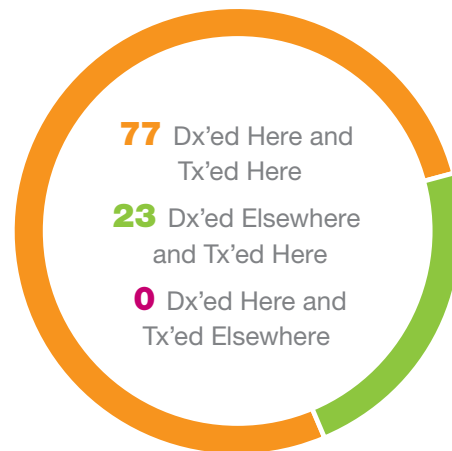 77 Dx’ed Here and
Tx’ed Here
23 Dx’ed Elsewhere
and Tx’ed Here
0 Dx’ed Here and
Tx’ed Elsewhere